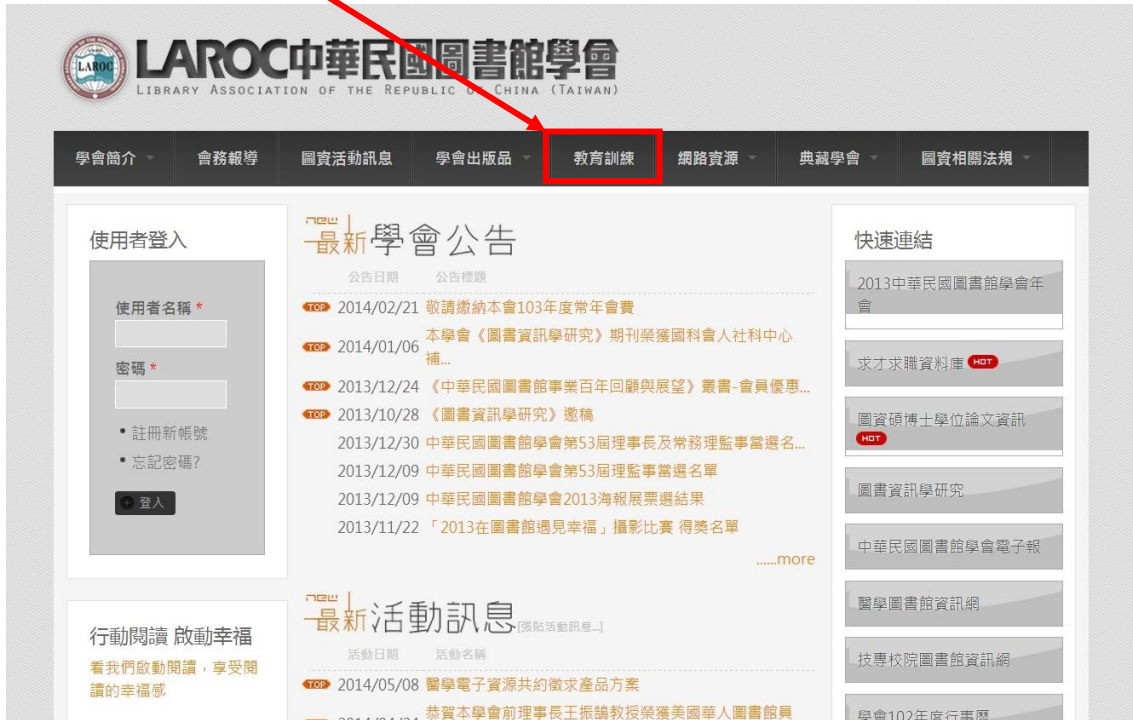 LAROC
LAROC中華民國圖書館學會
LIBRARY ASSOCIATION OF THE REPUBLIC OF CHINA (TAIWAN)
學會簡介 會務報導 圖資活動訊息 學會出版品 教育訓練 網路資源 典藏學會 圖資相關法規
使用者登入
使用者名稱 *
密碼 *
註冊新帳號
忘記密碼?
登入
行動閱讀 啟動幸福
看我們啟動閱讀，享受閱
讀的幸福感
new
最新學會公告
公告日期 公告標題
TOP 2014/02/21 敬請繳納本會103年度常年會費
TOP 2014/01/06 本學會《圖書資訊學研究》期刊榮獲國科會人社科中心
補...
TOP 2013/12/24 《中華民國圖書館事業百年回顧與展望》叢書-會員優惠...
TOP 2013/10/28 《圖書資訊學研究》邀稿
2013/12/30 中華民國圖書館學會第53屆理事長及常務理監事當選名...
2013/12/09 中華民國圖書館學會第53屆理監事當選名單
2013/12/09 中華民國圖書館學會2013海報展票選結果
2013/11/22 「2013在圖書館遇見幸福」攝影比賽 得獎名單
......more
new
最新活動訊息[張貼活動訊息...]
活動日期 活動名稱
TOP 2014/05/08 醫學電子資源共約徵求產品方案
恭賀本學會前理事長王振鵠教授榮獲美國華人圖書館員
快速連結
2013中華民國圖書館學會年
會
求才求職資料庫 HOT
圖資碩博士學位論文資訊
HOT
圖書資訊學研究
中華民國圖書館學會電子報
醫學圖書館資訊網
技專校院圖書館資訊網
學會102年度行事曆